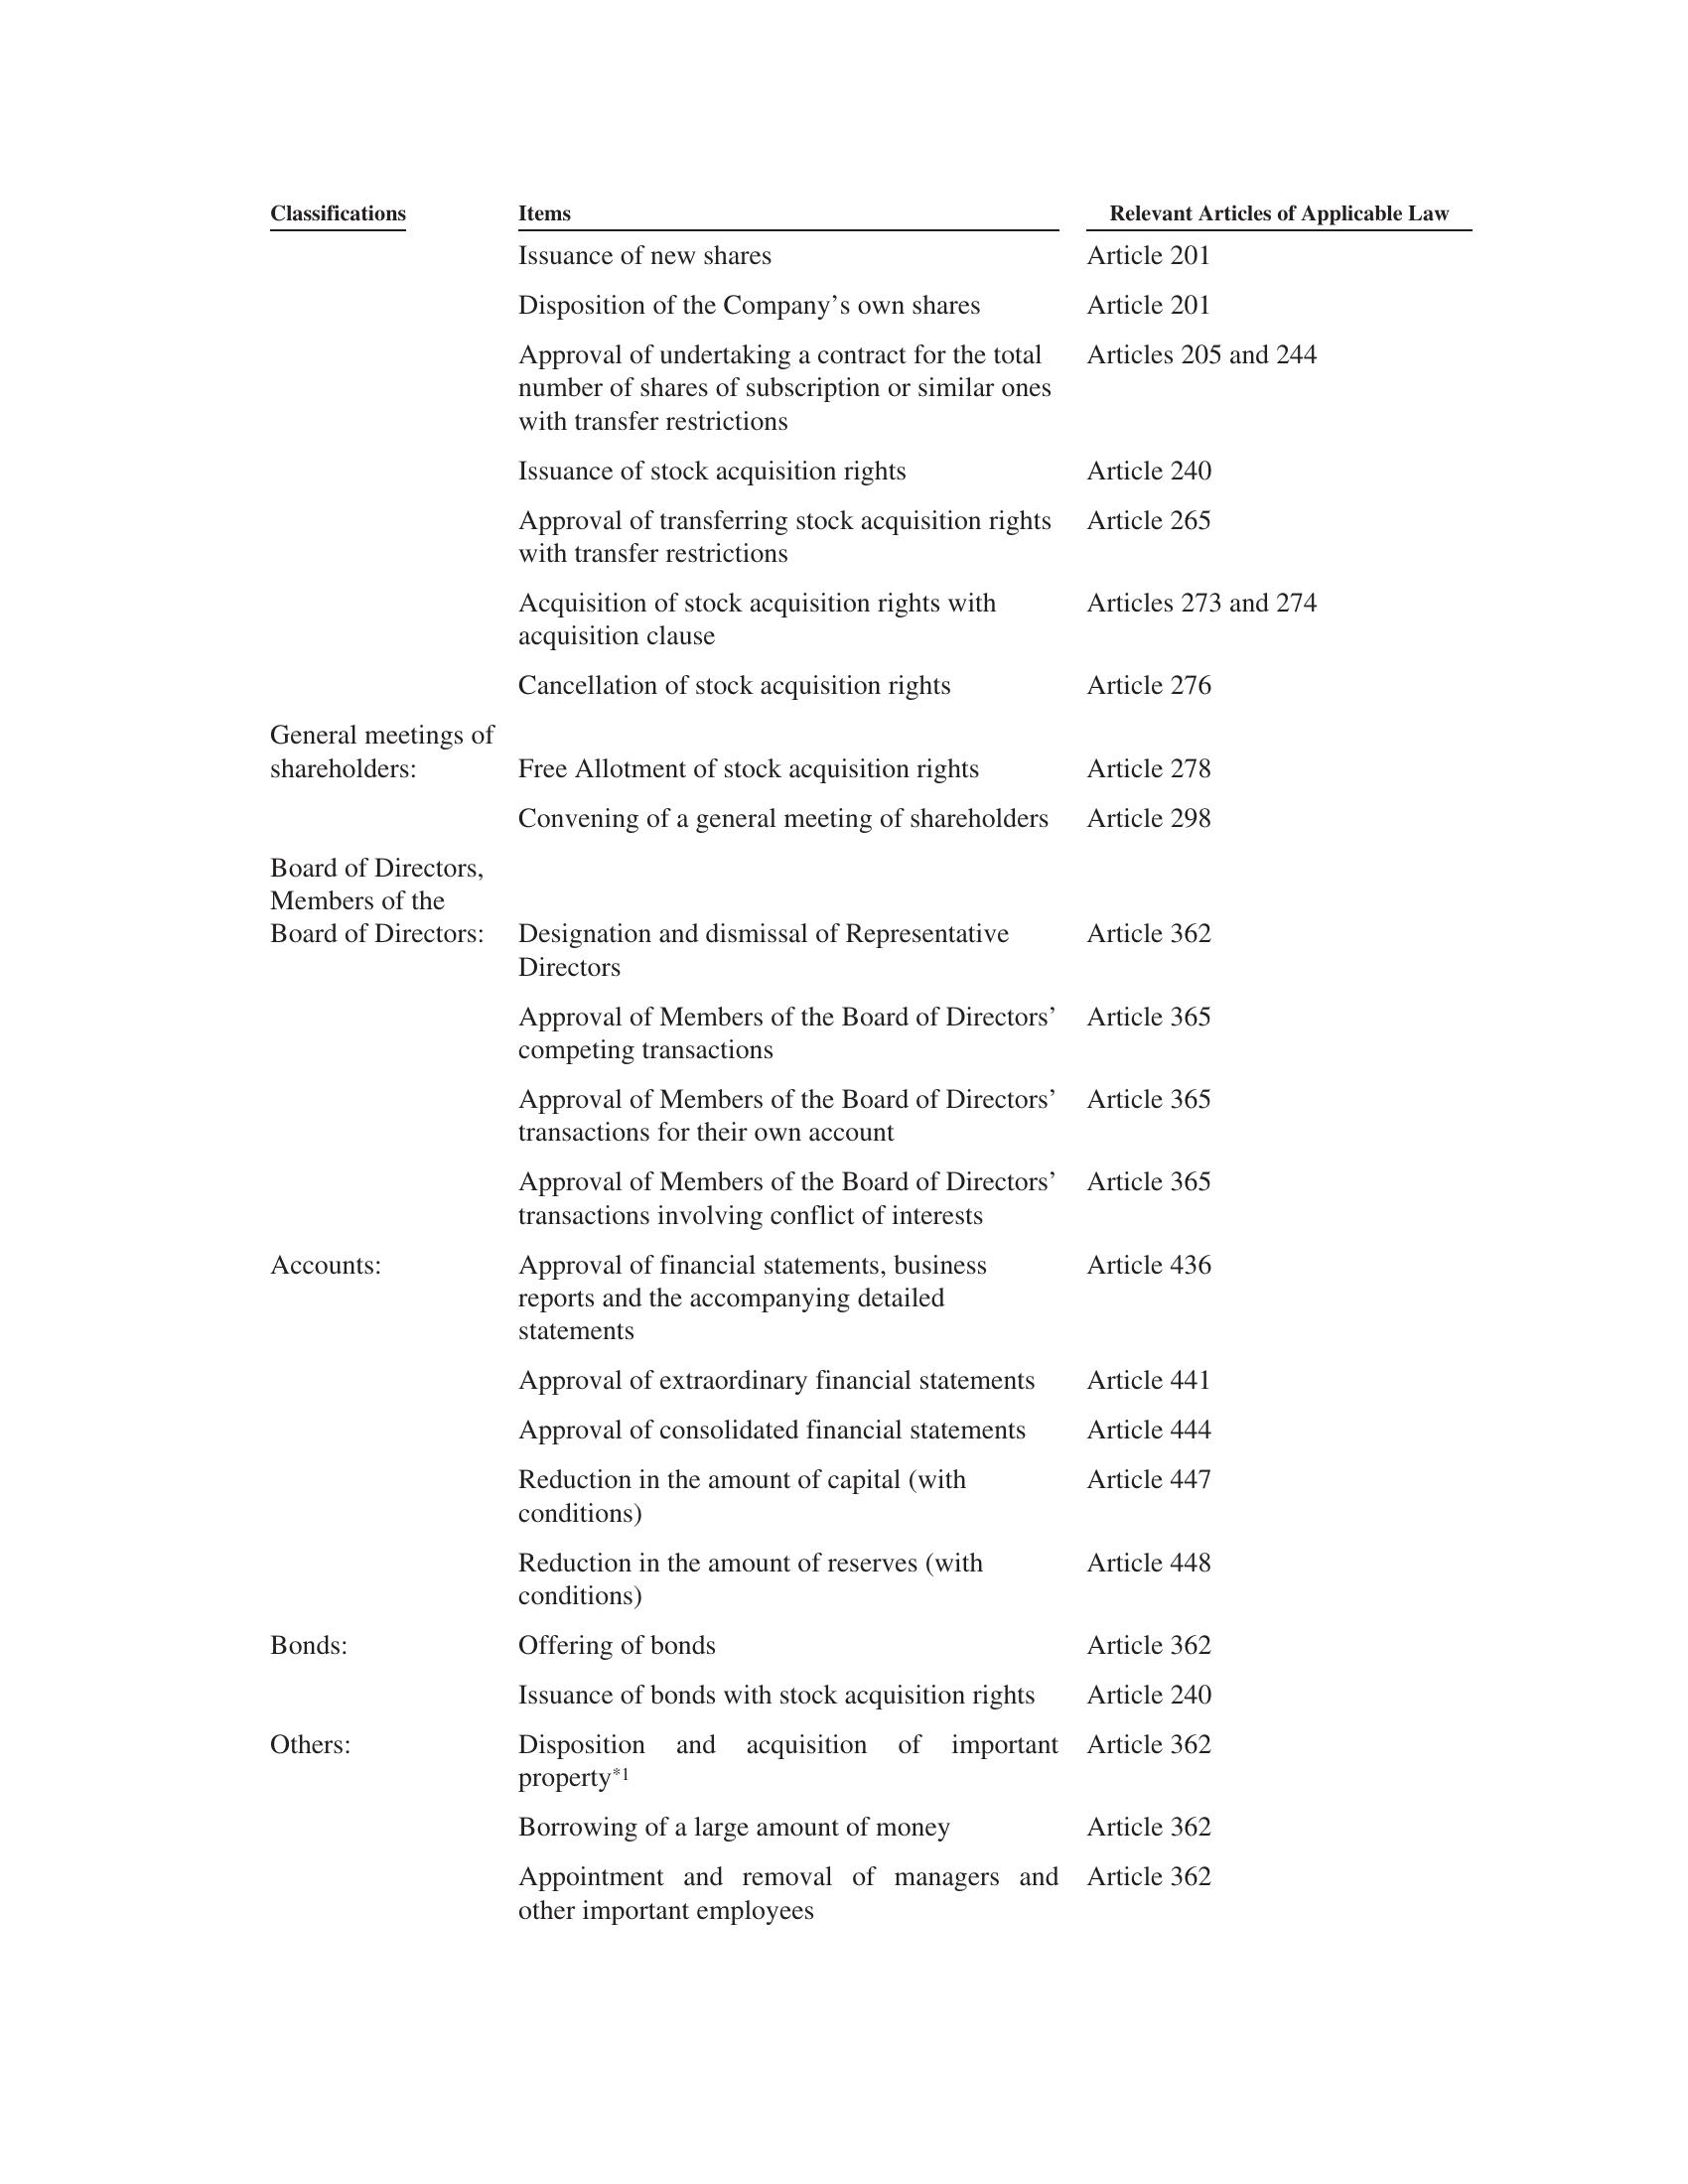 Classifications Items Relevant Articles of Applicable Law
Issuance of new shares Article 201
Disposition of the Company’s own shares Article 201
Approval of undertaking a contract for the total Articles 205 and 244
number of shares of subscription or similar ones
with transfer restrictions
Issuance of stock acquisition rights Article 240
Approval of transferring stock acquisition rights Article 265
with transfer restrictions
Acquisition of stock acquisition rights with Articles 273 and 274
acquisition clause
Cancellation of stock acquisition rights Article 276
General meetings of
shareholders: Free Allotment of stock acquisition rights Article 278
Convening of a general meeting of shareholders Article 298
Board of Directors,
Members of the
Board of Directors: Designation and dismissal of Representative Article 362
Directors
Approval of Members of the Board of Directors’ Article 365
competing transactions
Approval of Members of the Board of Directors’ Article 365
transactions for their own account
Approval of Members of the Board of Directors’ Article 365
transactions involving conflict of interests
Accounts: Approval of financial statements, business Article 436
reports and the accompanying detailed
statements
Approval of extraordinary financial statements Article 441
Approval of consolidated financial statements Article 444
Reduction in the amount of capital (with Article 447
conditions)
Reduction in the amount of reserves (with Article 448
conditions)
Bonds: Offering of bonds Article 362
Issuance of bonds with stock acquisition rights Article 240
Others: Disposition and acquisition of important Article 362
property*1
Borrowing of a large amount of money Article 362
Appointment and removal of managers and Article 362
other important employees